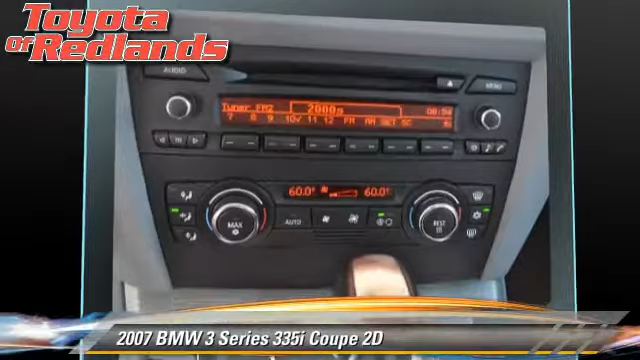 Toyota
Of Redlands
AUDIO
MENU
Tuner FM2 2000s
7 8 9 10 11 12 FM AM SET SC
60.0° 60.0°
MAX AUTO REST
2007 BMW 3 Series 335i Coupe 2D